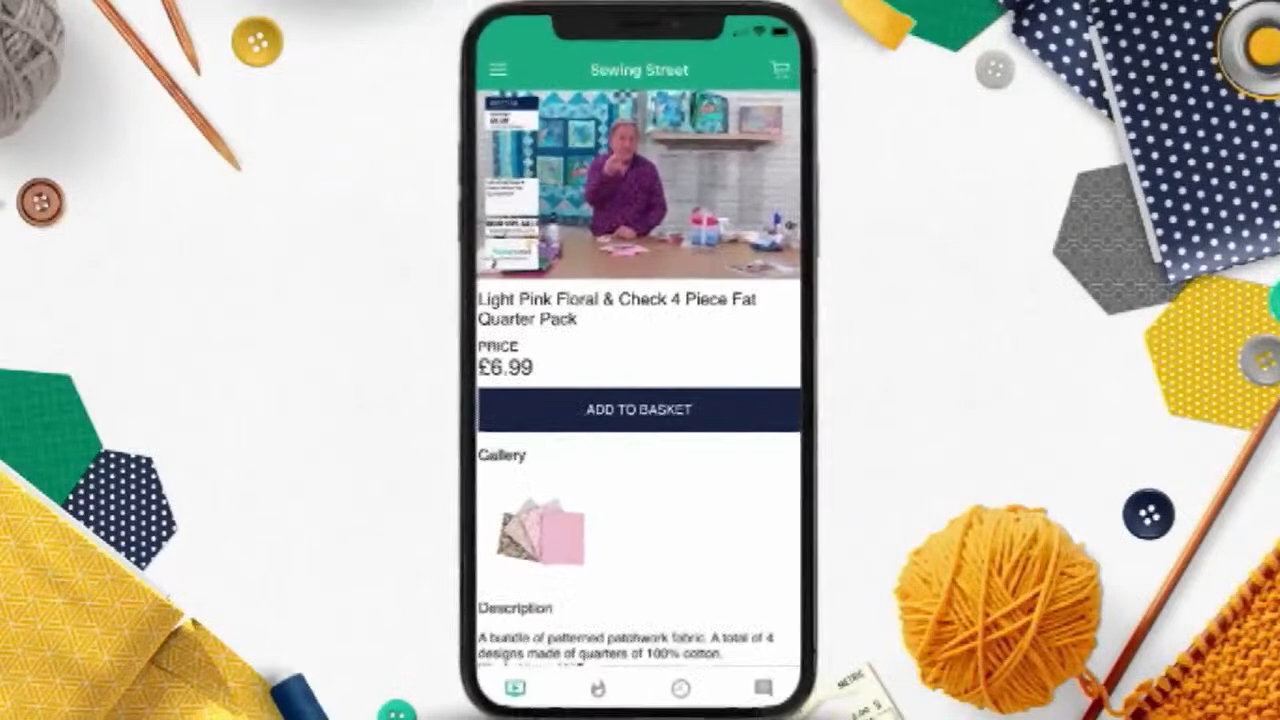 Sewing Street
Light Pink Floral & Check 4 Piece Fat
Quarter Pack
PRICE
£6.99
ADD TO BASKET
Gallery
Description
A bundle of patterned patchwork fabric. A total of 4
designs made of quarters of 100% cotton.
METRIC